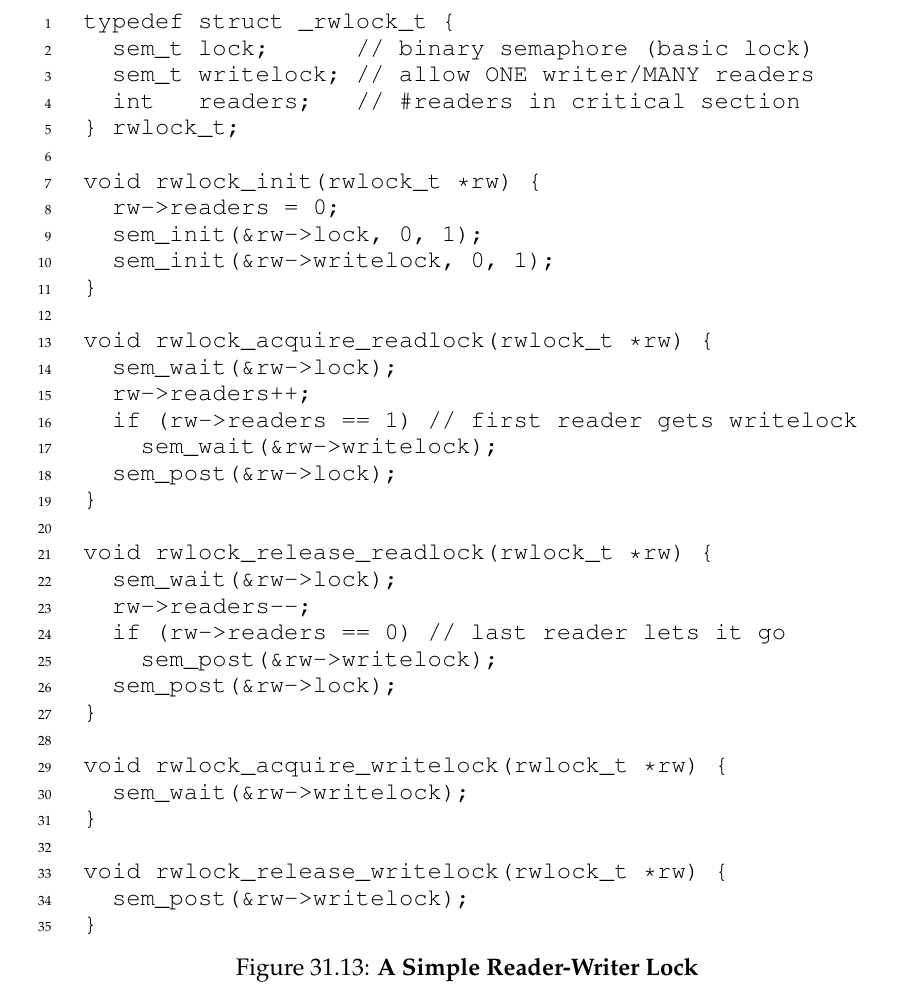 1 typedef struct _rwlock_t {
2   sem_t lock;      // binary semaphore (basic lock)
3   sem_t writelock; // allow ONE writer/MANY readers
4   int   readers;   // #readers in critical section
5 } rwlock_t;
6
7 void rwlock_init(rwlock_t *rw) {
8   rw->readers = 0;
9   sem_init(&rw->lock, 0, 1);
10   sem_init(&rw->writelock, 0, 1);
11 }
12
13 void rwlock_acquire_readlock(rwlock_t *rw) {
14   sem_wait(&rw->lock);
15   rw->readers++;
16   if (rw->readers == 1) // first reader gets writelock
17     sem_wait(&rw->writelock);
18   sem_post(&rw->lock);
19 }
20
21 void rwlock_release_readlock(rwlock_t *rw) {
22   sem_wait(&rw->lock);
23   rw->readers--;
24   if (rw->readers == 0) // last reader lets it go
25     sem_post(&rw->writelock);
26   sem_post(&rw->lock);
27 }
28
29 void rwlock_acquire_writelock(rwlock_t *rw) {
30   sem_wait(&rw->writelock);
31 }
32
33 void rwlock_release_writelock(rwlock_t *rw) {
34   sem_post(&rw->writelock);
35 }
Figure 31.13: A Simple Reader-Writer Lock